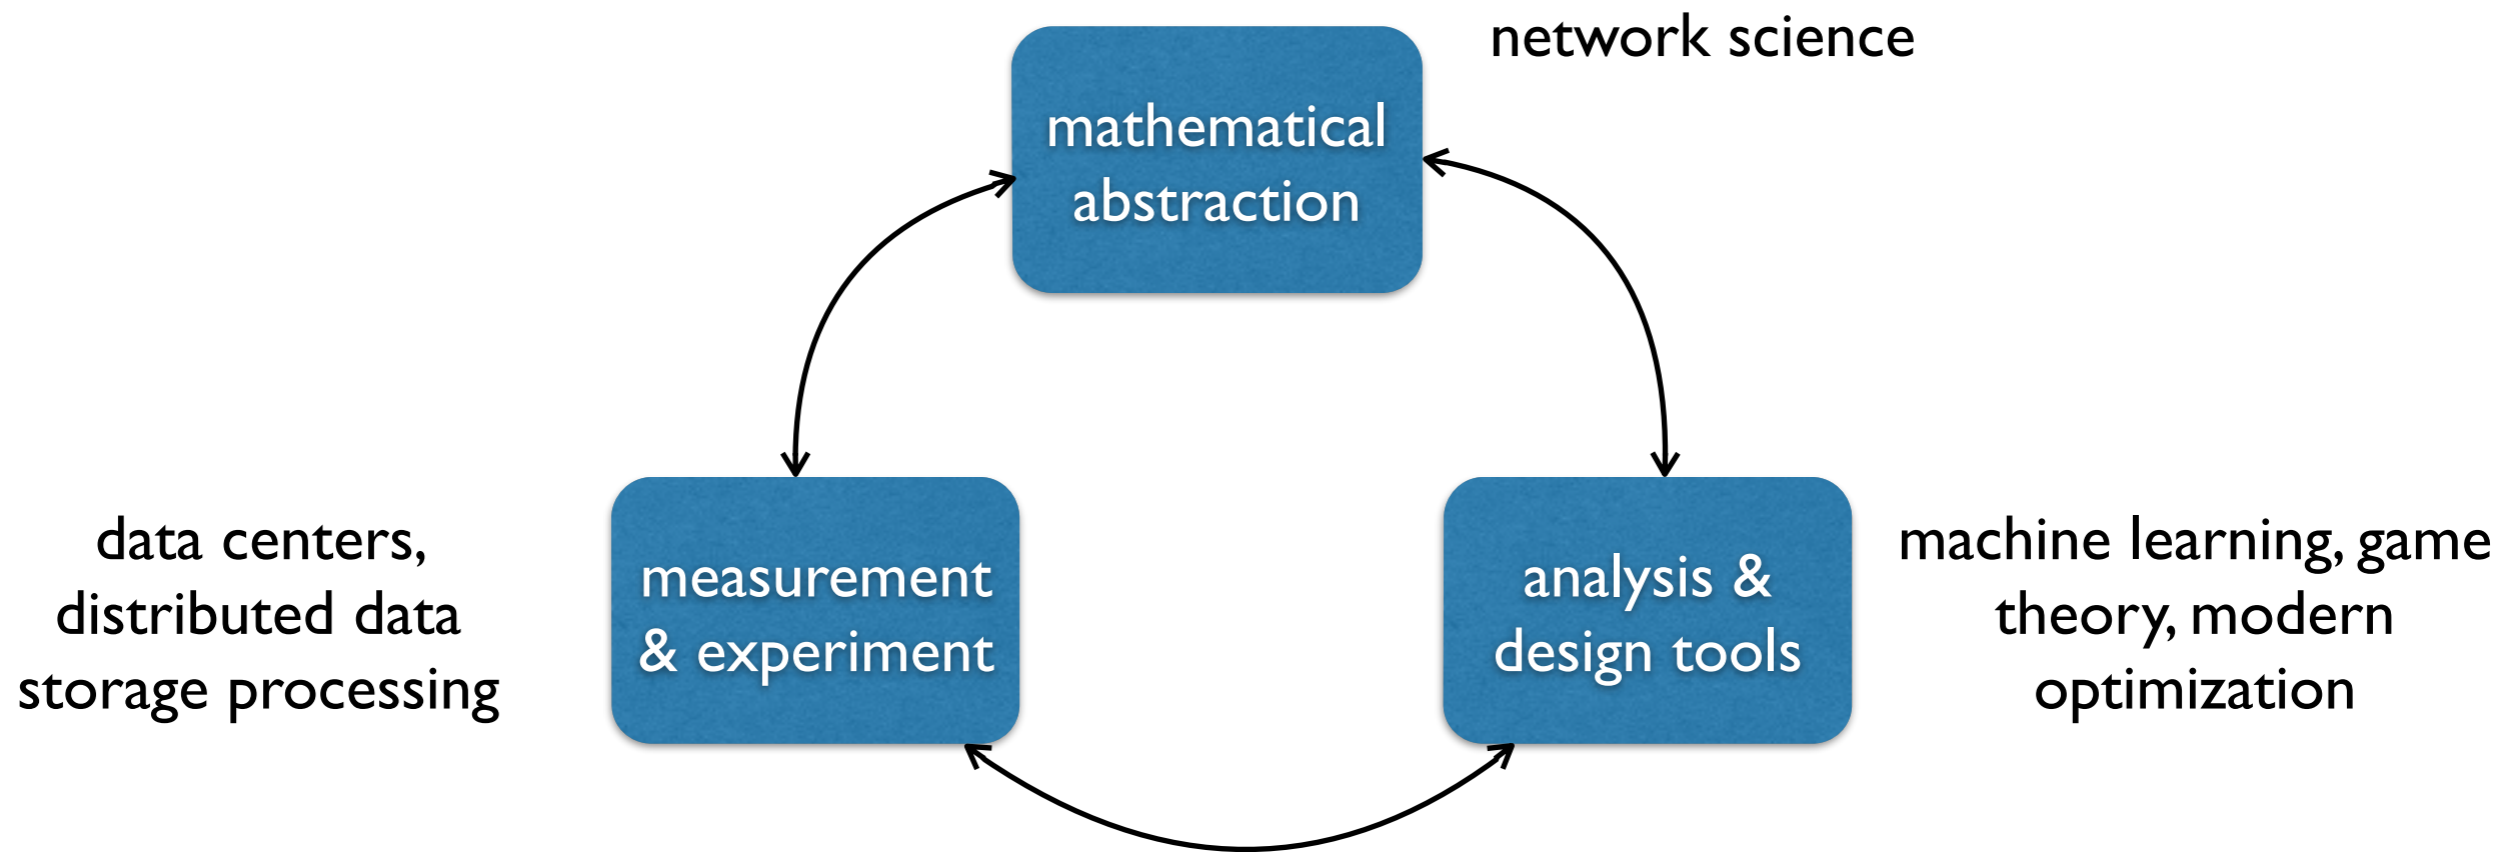 network science
mathematical
abstraction
data centers,
distributed data
storage processing
measurement
& experiment
analysis &
design tools
machine learning, game
theory, modern
optimization